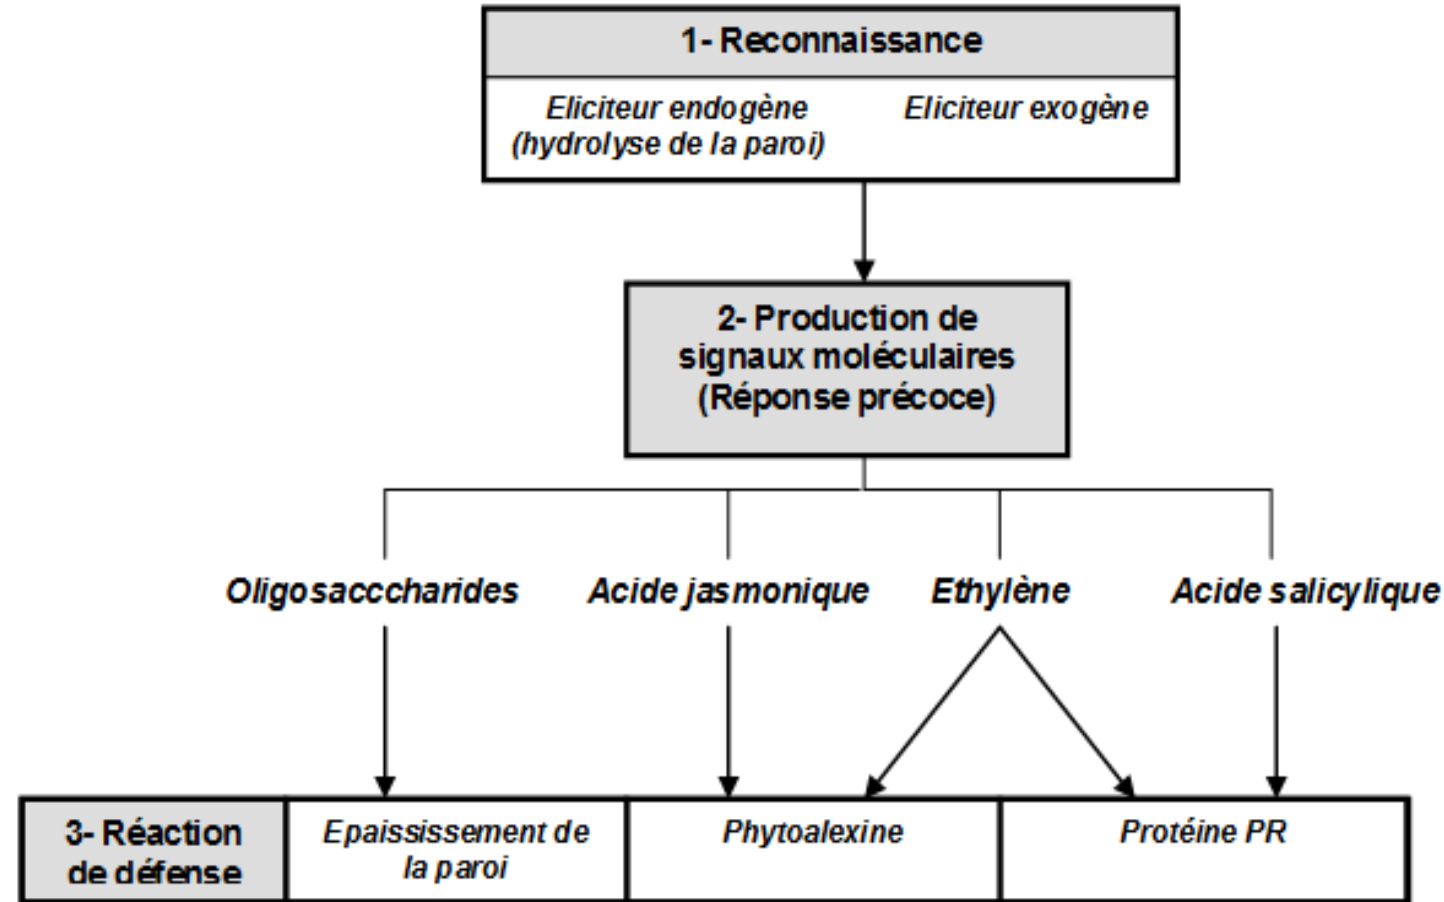 1- Reconnaissance
Eliciteur endogène
(hydrolyse de la paroi)
Eliciteur exogène
2- Production de
signaux moléculaires
(Réponse précoce)
Oligosacccharides
Acide jasmonique
Ethylène
Acide salicylique
3- Réaction
de défense
Epaississement de
la paroi
Phytoalexine
Protéine PR